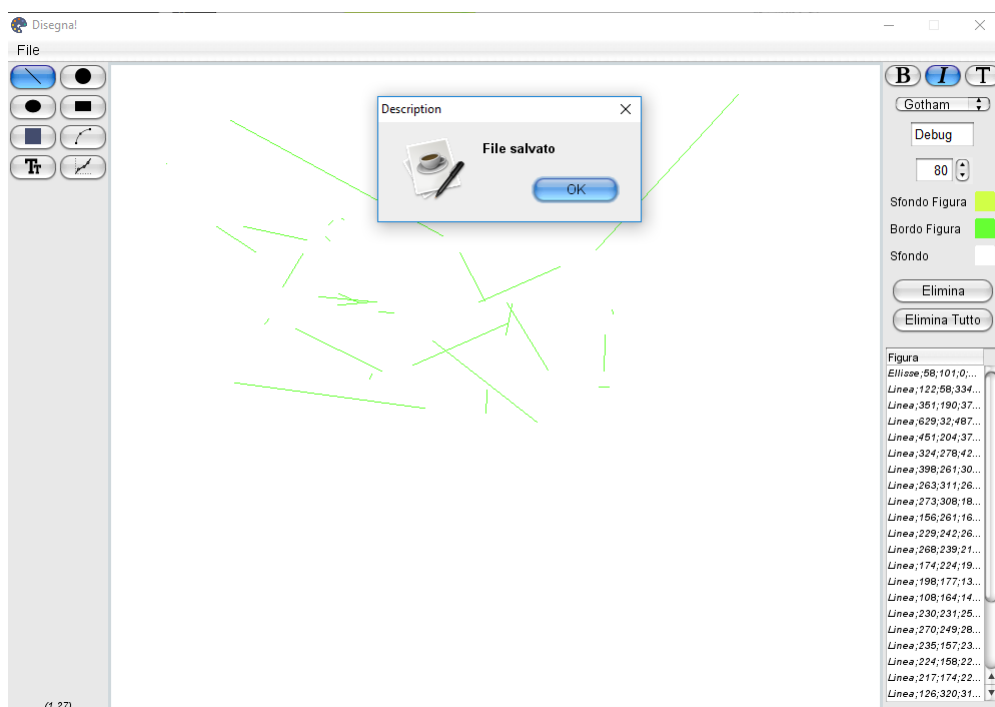 Disegna!
File
Description
File salvato
OK
B I T
Gotham
Debug
80
Sfondo Figura
Bordo Figura
Sfondo
Elimina
Elimina Tutto
Figura
Ellisse;58;101;0;...
Linea;122;58;334...
Linea;351;190;37...
Linea;629;32;487...
Linea;451;204;37...
Linea;324;278;42...
Linea;398;261;30...
Linea;263;311;26...
Linea;273;308;18...
Linea;156;261;16...
Linea;229;242;26...
Linea;268;239;21...
Linea;174;224;19...
Linea;198;177;13...
Linea;108;164;14...
Linea;230;231;25...
Linea;270;249;28...
Linea;235;157;23...
Linea;224;158;22...
Linea;217;174;22...
Linea;126;320;31...
Tr
(1,27)